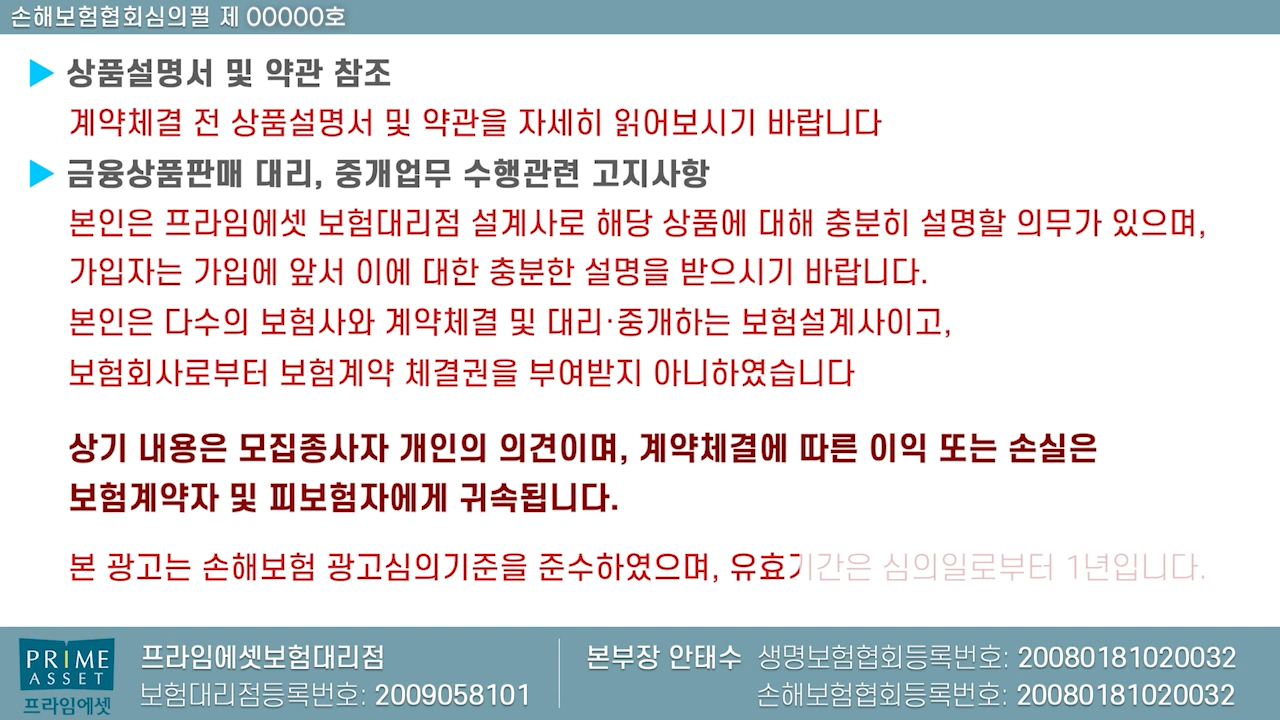 손해보험협회심의필 제 00000호
▶ 상품설명서 및 약관 참조
계약체결 전 상품설명서 및 약관을 자세히 읽어보시기 바랍니다
▶ 금융상품판매 대리, 중개업무 수행관련 고지사항
본인은 프라임에셋 보험대리점 설계사로 해당 상품에 대해 충분히 설명할 의무가 있으며,
가입자는 가입에 앞서 이에 대한 충분한 설명을 받으시기 바랍니다.
본인은 다수의 보험사와 계약체결 및 대리·중개하는 보험설계사이고,
보험회사로부터 보험계약 체결권을 부여받지 아니하였습니다
상기 내용은 모집종사자 개인의 의견이며, 계약체결에 따른 이익 또는 손실은
보험계약자 및 피보험자에게 귀속됩니다.
본 광고는 손해보험 광고심의기준을 준수하였으며, 유효기간은 심의일로부터 1년입니다.
PRIME
ASSET
프라임에셋
프라임에셋보험대리점
보험대리점등록번호: 2009058101
본부장 안태수 생명보험협회등록번호: 20080181020032
손해보험협회등록번호: 20080181020032